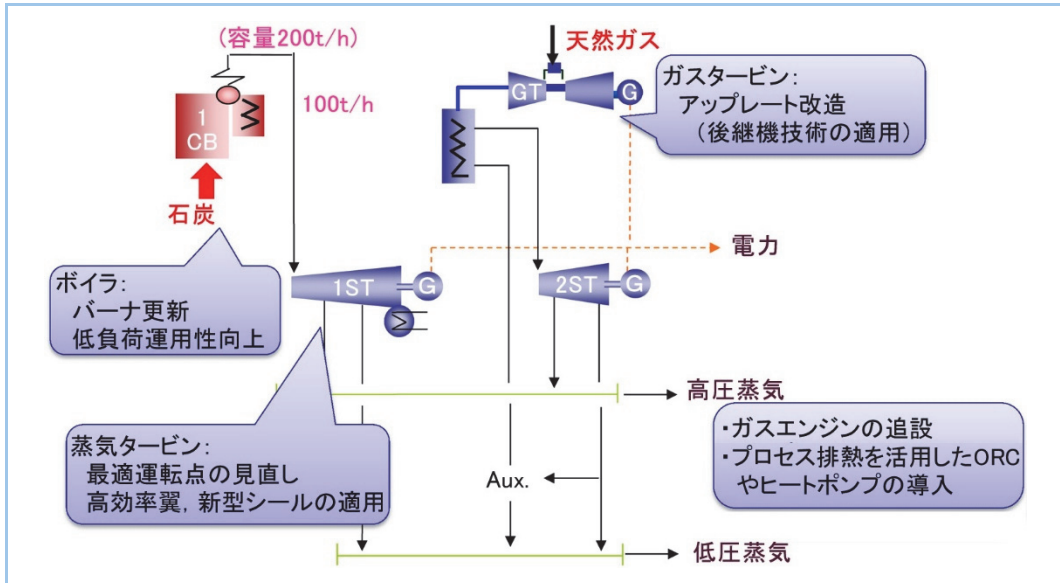 (容量200t/h)
天然ガス
ガスタービン:
アップレート改造
(後継機技術の適用)
GT
G
100t/h
1
CB
石炭
電力
ボイラ:
バーナ更新
低負荷運用性向上
1ST
G
2ST
G
高圧蒸気
蒸気タービン:
最適運転点の見直し
高効率翼,新型シールの適用
・ガスエンジンの追設
・プロセス排熱を活用したORC
やヒートポンプの導入
Aux.
低圧蒸気